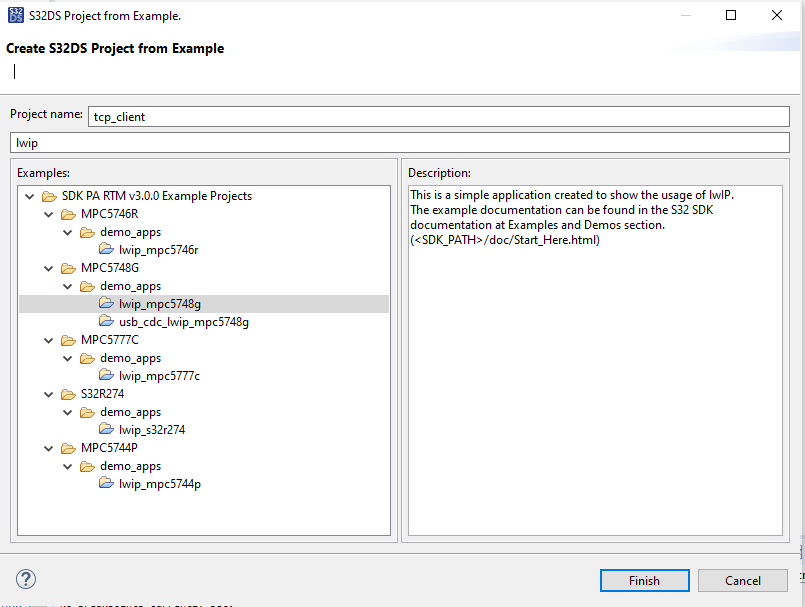 S32DS Project from Example.
Create S32DS Project from Example
Project name: tcp_client
lwip
Examples:
SDK PA RTM v3.0.0 Example Projects
MPC5746R
demo_apps
lwip_mpc5746r
MPC5748G
demo_apps
lwip_mpc5748g
usb_cdc_lwip_mpc5748g
MPC5777C
demo_apps
lwip_mpc5777c
S32R274
demo_apps
lwip_s32r274
MPC5744P
demo_apps
lwip_mpc5744p
Description:
This is a simple application created to show the usage of lwIP.
The example documentation can be found in the S32 SDK
documentation at Examples and Demos section.
(<SDK_PATH>/doc/Start_Here.html)
?
Finish
Cancel